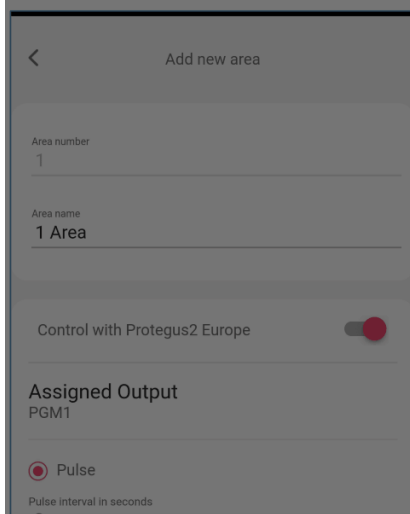 Add new area
Area number
1
Area name
1 Area
Control with Protegus2 Europe
Assigned Output
PGM1
Pulse
Pulse interval in seconds